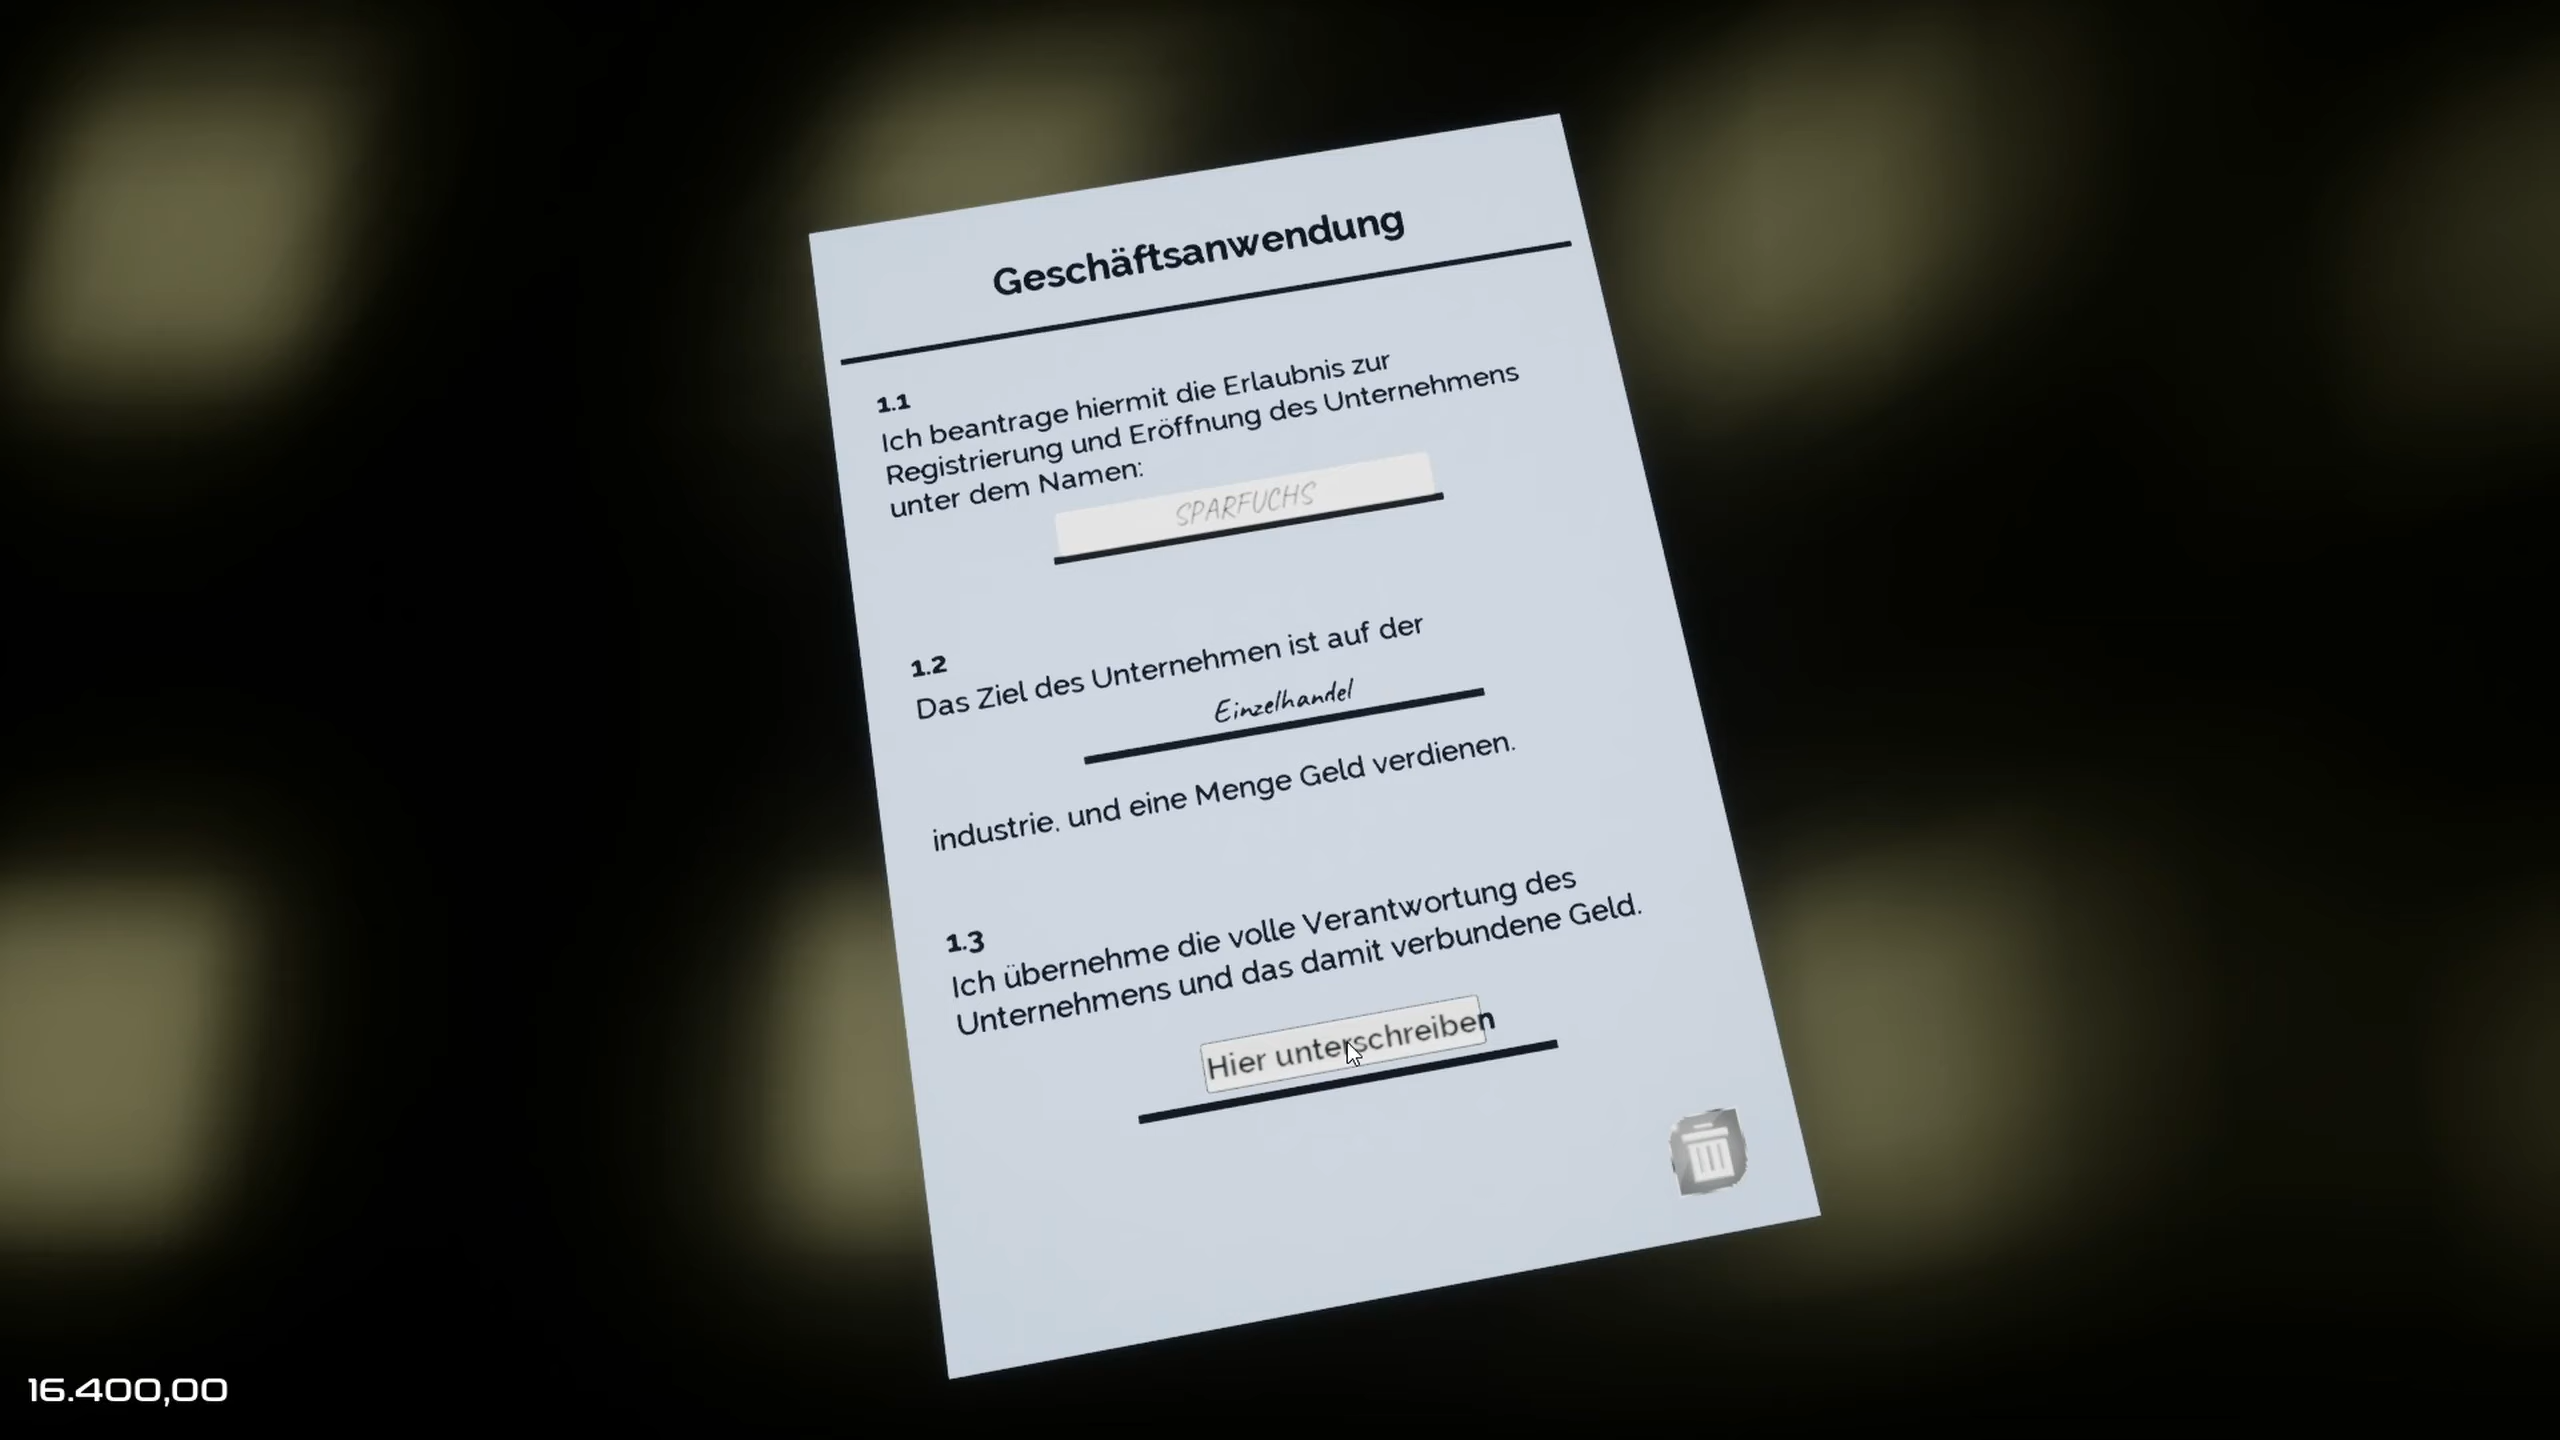 Geschäftsanwendung
1.1
Ich beantrage hiermit die Erlaubnis zur
Registrierung und Eröffnung des Unternehmens
unter dem Namen:
SPARFUCHS
1.2
Das Ziel des Unternehmen ist auf der
Einzelhandel
industrie. und eine Menge Geld verdienen.
1.3
Ich übernehme die volle Verantwortung des
Unternehmens und das damit verbundene Geld.
Hier unterschreiben
16.400,00